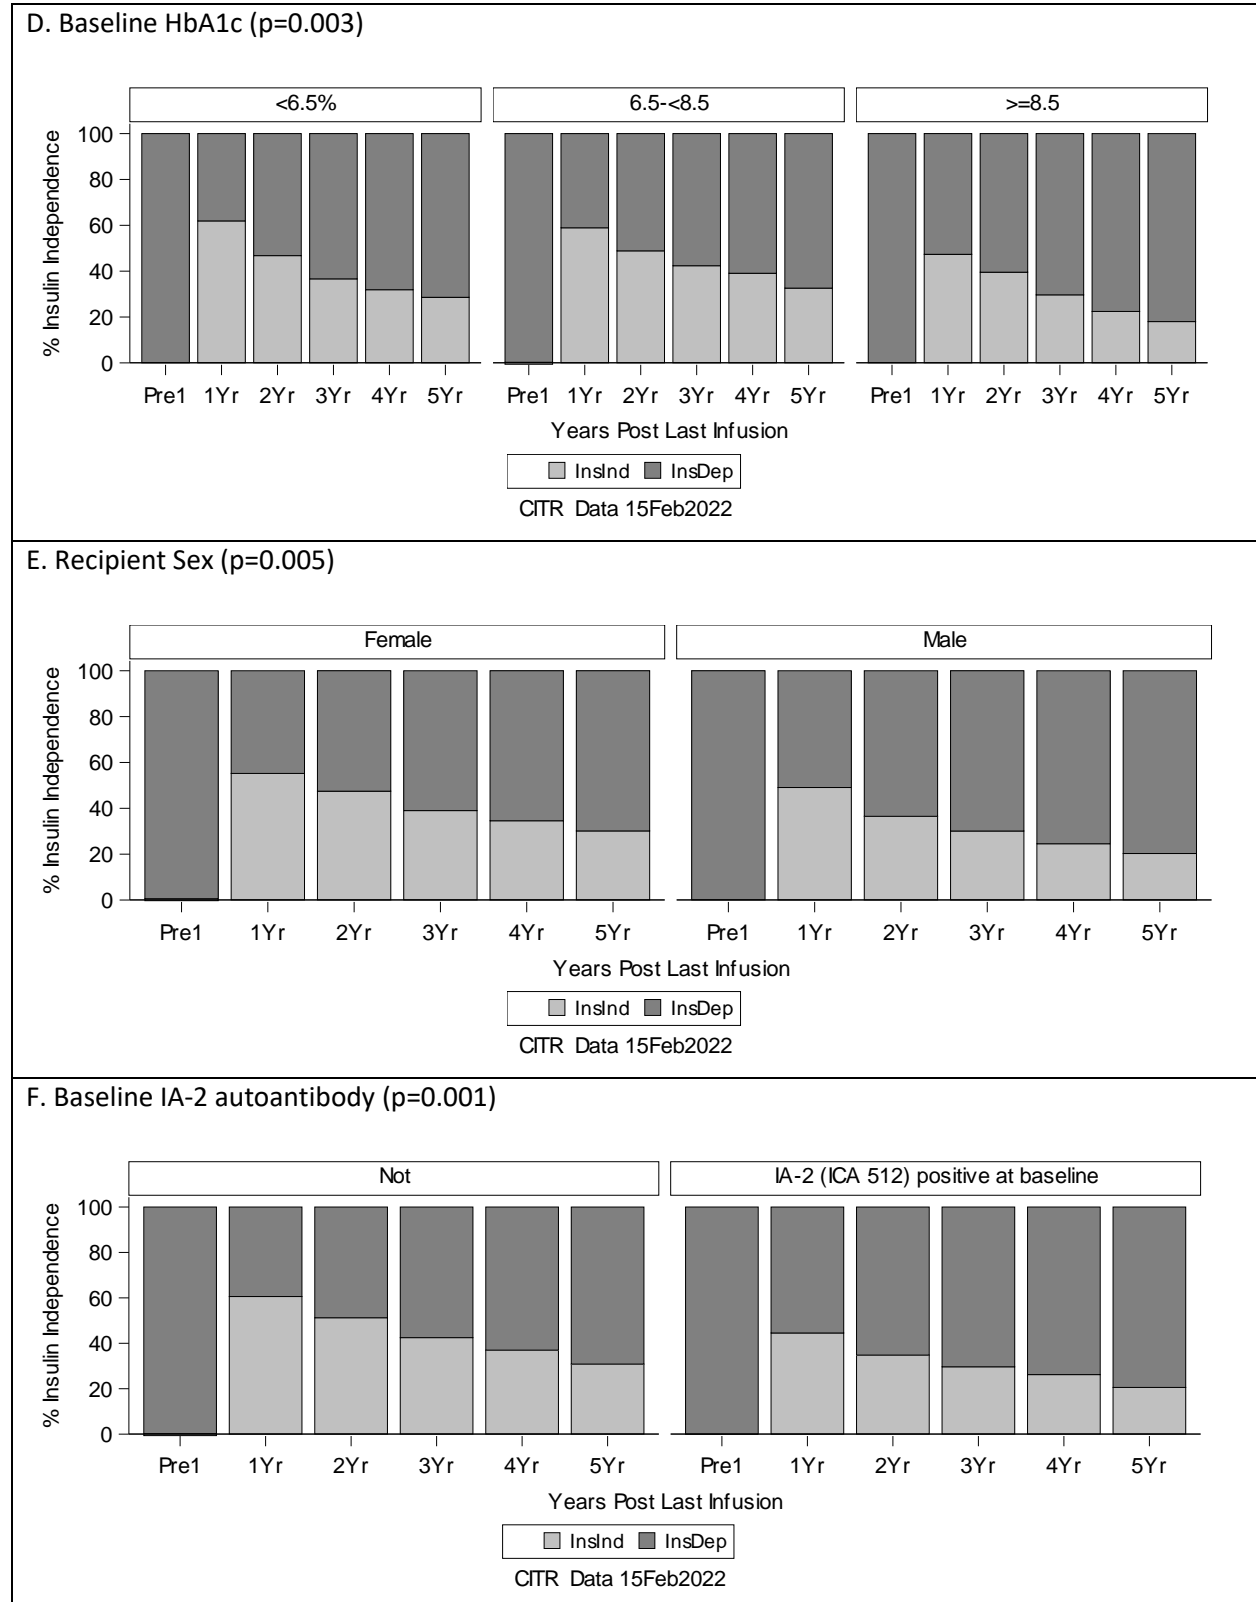 D. Baseline HbA1c (p=0.003)
<6.5% 6.5-<8.5 >=8.5
% Insulin Independence
100
80
60
40
20
0
Pre1 1Yr 2Yr 3Yr 4Yr 5Yr Pre1 1Yr 2Yr 3Yr 4Yr 5Yr Pre1 1Yr 2Yr 3Yr 4Yr 5Yr
Years Post Last Infusion
InsInd InsDep
CITR Data 15Feb2022
E. Recipient Sex (p=0.005)
Female Male
% Insulin Independence
100
80
60
40
20
0
Pre1 1Yr 2Yr 3Yr 4Yr 5Yr Pre1 1Yr 2Yr 3Yr 4Yr 5Yr
Years Post Last Infusion
InsInd InsDep
CITR Data 15Feb2022
F. Baseline IA-2 autoantibody (p=0.001)
Not IA-2 (ICA 512) positive at baseline
% Insulin Independence
100
80
60
40
20
0
Pre1 1Yr 2Yr 3Yr 4Yr 5Yr Pre1 1Yr 2Yr 3Yr 4Yr 5Yr
Years Post Last Infusion
InsInd InsDep
CITR Data 15Feb2022